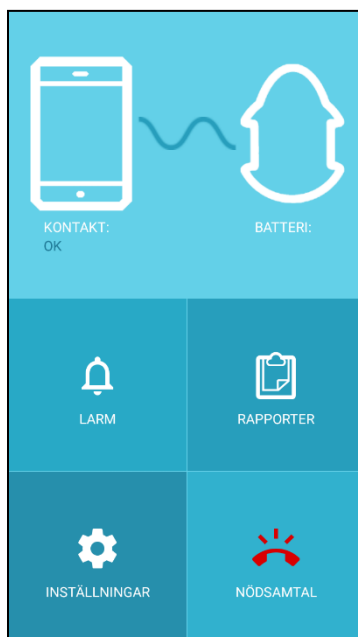 KONTAKT:
OK
BATTERI:
LARM
RAPPORTER
INSTÄLLNINGAR
NÖDSAMTAL